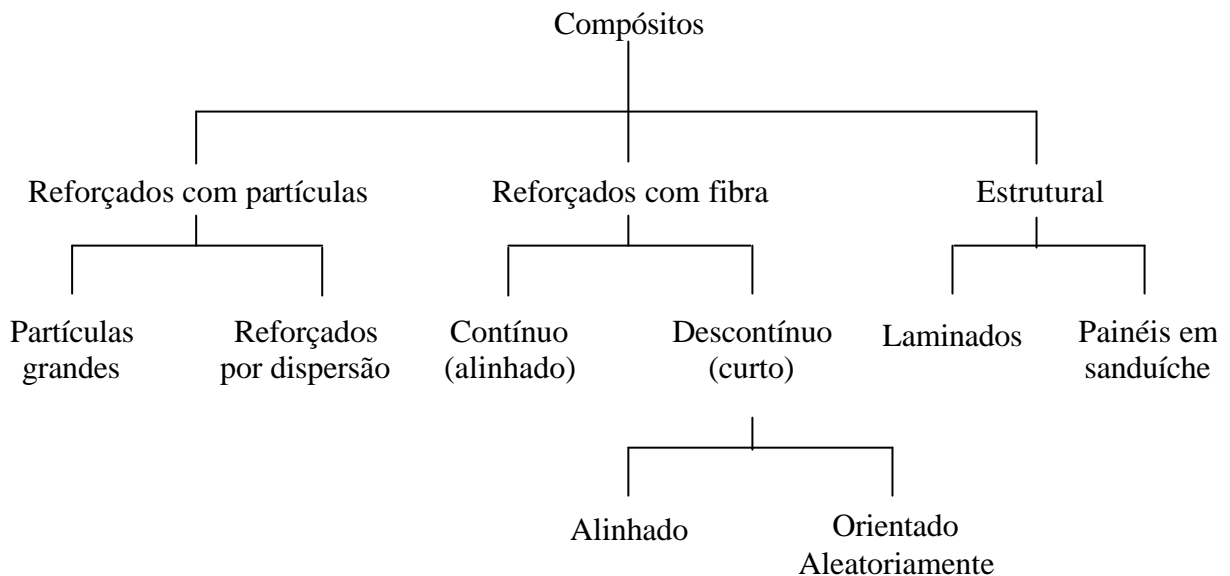 Compósitos
Reforçados com partículas
Reforçados com fibra
Estrutural
Partículas
grandes
Reforçados
por dispersão
Contínuo
(alinhado)
Descontínuo
(curto)
Laminados
Painéis em
sanduíche
Alinhado
Orientado
Aleatoriamente